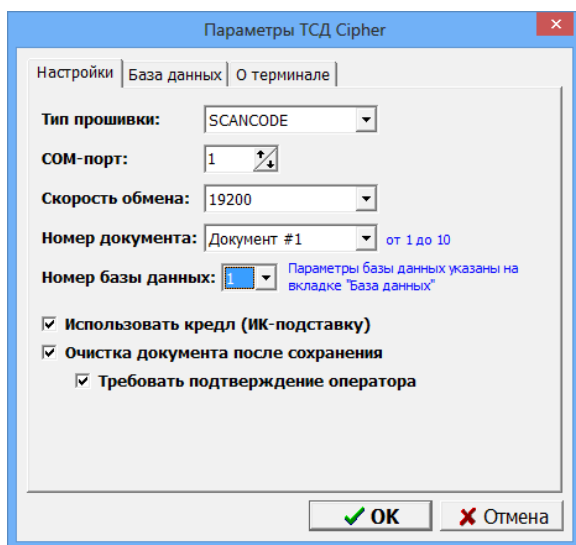 Параметры ТСД Cipher
Настройки База данных О терминале
Тип прошивки: SCANCODE
COM-порт: 1
Скорость обмена: 19200
Номер документа: Документ #1 от 1 до 10
Номер базы данных: 1 Параметры базы данных указаны на
вкладке "База данных"
Использовать кредл (ИК-подставку)
Очистка документа после сохранения
Требовать подтверждение оператора
OK Отмена